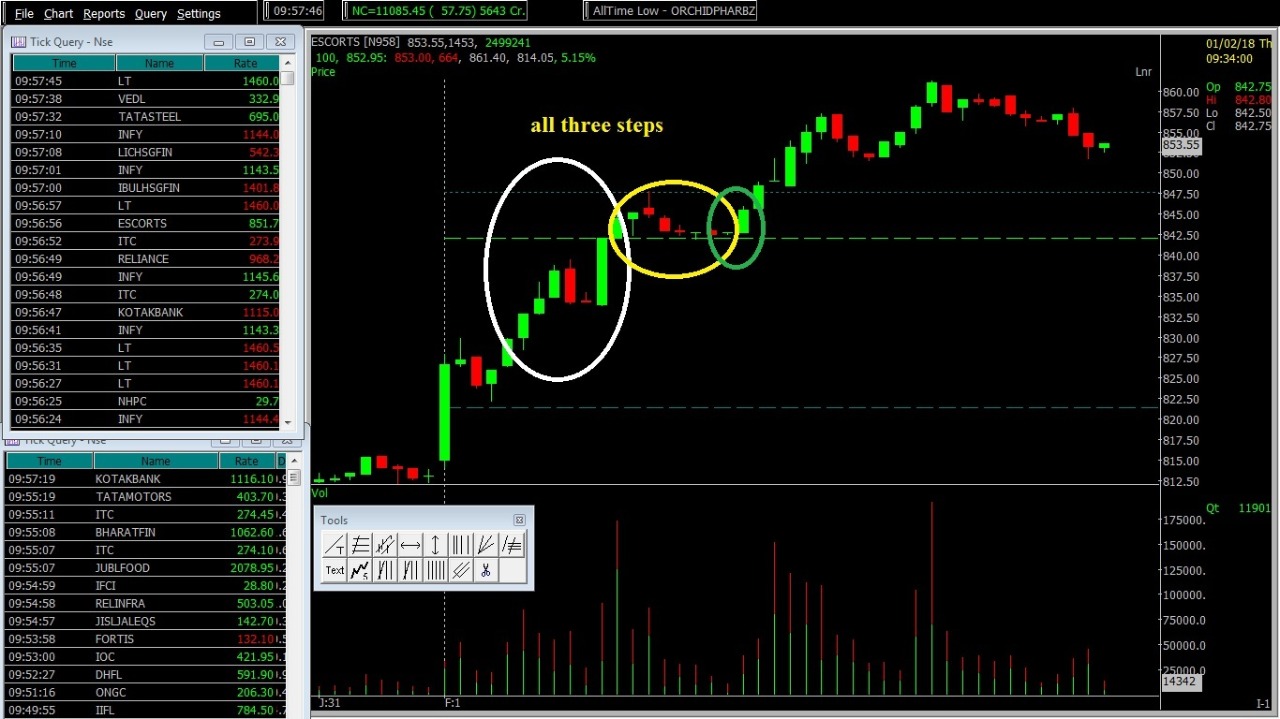 File Chart Reports Query Settings
09:57:46
NC=11085.45 ( 57.75) 5643 Cr.
AllTime Low - ORCHIDPHARBZ
Tick Query - Nse
Time Name Rate
09:57:45 LT 1460.0
09:57:38 VEDL 332.9
09:57:32 TATASTEEL 695.0
09:57:10 INFY 1144.0
09:57:08 LICHSGFIN 542.3
09:57:01 INFY 1143.5
09:57:00 IBULHSGFIN 1401.8
09:56:57 LT 1460.0
09:56:56 ESCORTS 851.7
09:56:52 ITC 273.9
09:56:49 RELIANCE 968.2
09:56:49 INFY 1145.6
09:56:48 ITC 274.0
09:56:47 KOTAKBANK 1115.0
09:56:41 INFY 1143.3
09:56:35 LT 1460.5
09:56:31 LT 1460.1
09:56:27 LT 1460.1
09:56:25 NHPC 29.7
09:56:24 INFY 1144.4
Tick Query - Nse
Time Name Rate
09:57:19 KOTAKBANK 1116.10
09:55:19 TATAMOTORS 403.70
09:55:11 ITC 274.45
09:55:08 BHARATFIN 1062.60
09:55:07 ITC 274.10
09:55:07 JUBLFOOD 2078.95
09:54:59 IFCI 28.80
09:54:58 RELINFRA 503.05
09:54:57 JISLJALEQS 142.70
09:53:58 FORTIS 132.10
09:53:00 IOC 421.95
09:52:27 DHFL 591.90
09:51:16 ONGC 206.30
09:49:55 IIFL 784.50
ESCORTS [N958] 853.55,1453, 2499241
100, 852.95: 853.00, 664, 861.40, 814.05, 5.15%
Price
Lnr
all three steps
860.00
857.50
855.00
853.55
850.00
847.50
845.00
842.50
840.00
837.50
835.00
832.50
830.00
827.50
825.00
822.50
820.00
817.50
815.00
812.50
01/02/18 Th
09:34:00
Op 842.75
Hi 842.80
Lo 842.50
Cl 842.75
Vol
Tools
Text
175000.
150000.
125000.
100000.
75000.0
50000.0
25000.0
14342
Qt 11901
J:31
F:1
I-1